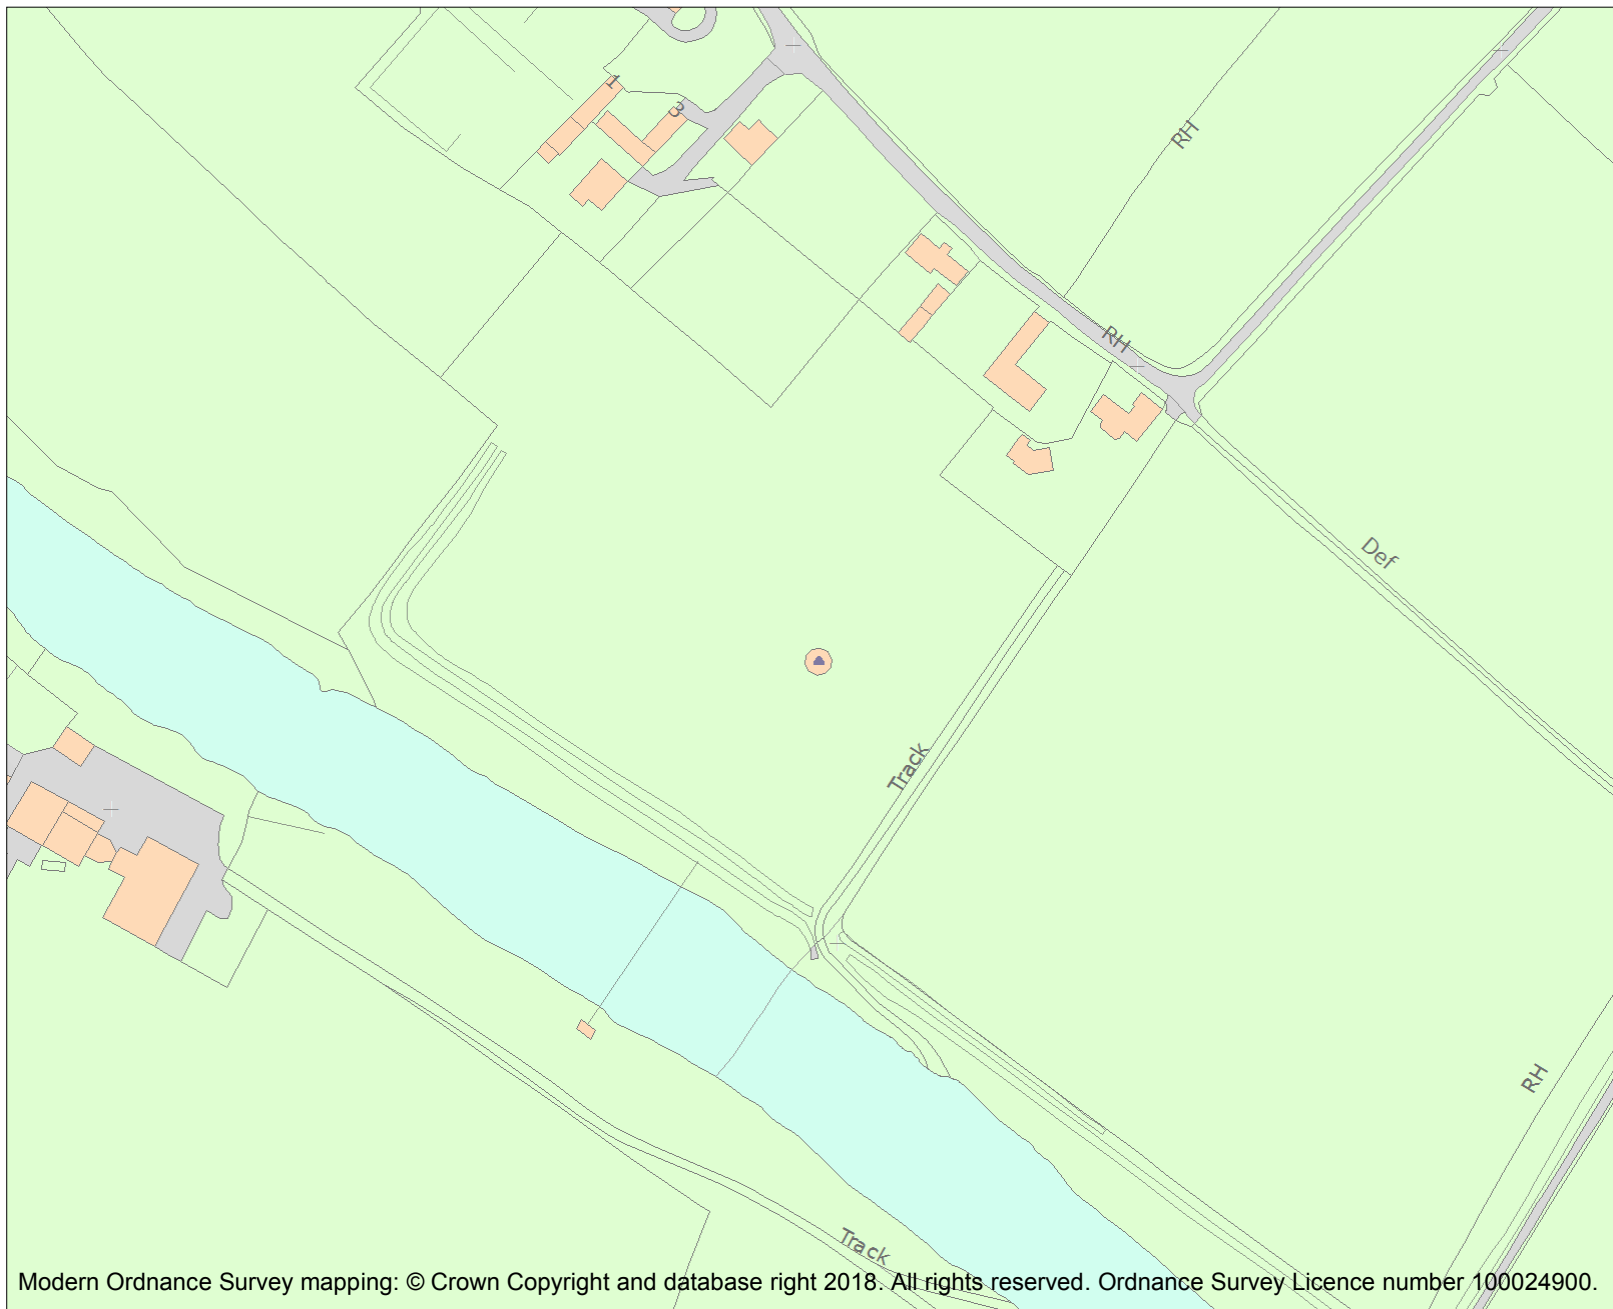 1
3
RH
RH
Def
Track
RH
Track
Modern Ordnance Survey mapping: © Crown Copyright and database right 2018. All rights reserved. Ordnance Survey Licence number 100024900.